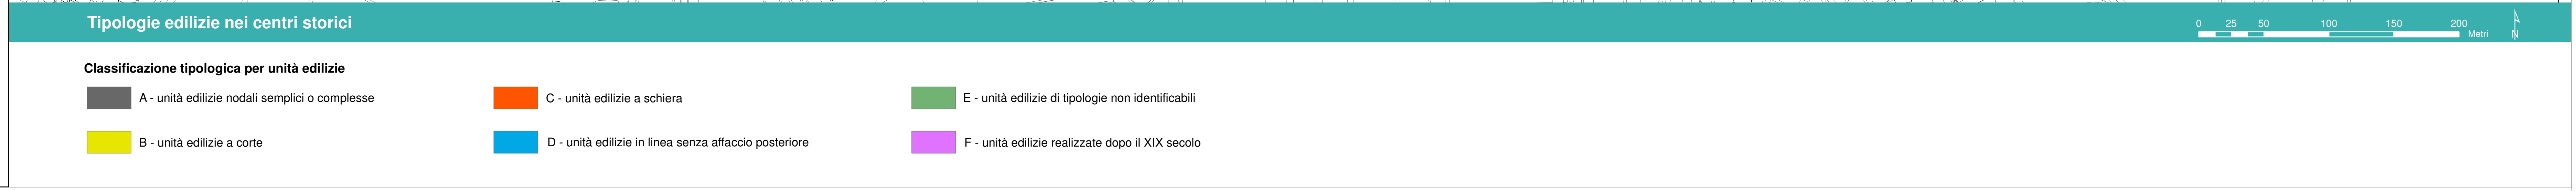 Tipologie edilizie nei centri storici
0 25 50 100 150 200
Metri
N
Classificazione tipologica per unità edilizie
A - unità edilizie nodali semplici o complesse
C - unità edilizie a schiera
E - unità edilizie di tipologie non identificabili
B - unità edilizie a corte
D - unità edilizie in linea senza affaccio posteriore
F - unità edilizie realizzate dopo il XIX secolo